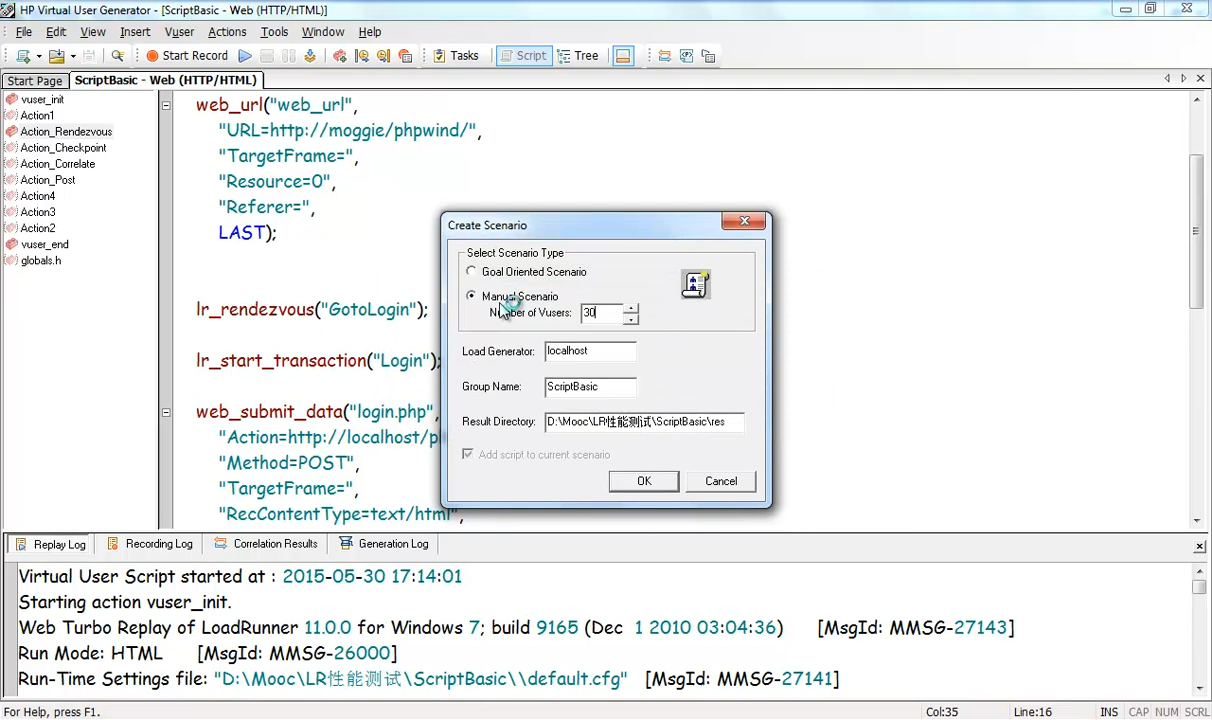 HP Virtual User Generator - [ScriptBasic - Web (HTTP/HTML)]
File Edit View Insert Vuser Actions Tools Window Help
Start Record Tasks Script Tree
Start Page ScriptBasic - Web (HTTP/HTML)
vuser_init
Action1
Action_Rendezvous
Action_Checkpoint
Action_Correlate
Action_Post
Action4
Action3
Action2
vuser_end
globals.h
web_url("web_url",
"URL=http://moggie/phpwind/",
"TargetFrame=",
"Resource=0",
"Referer=",
LAST);
lr_rendezvous("GotoLogin");
lr_start_transaction("Login");
web_submit_data("login.php",
"Action=http://localhost/p
"Method=POST",
"TargetFrame=",
"RecContentType=text/html",
Create Scenario
Select Scenario Type
Goal Oriented Scenario
Manual Scenario
Number of Vusers: 30
Load Generator: localhost
Group Name: ScriptBasic
Result Directory: D:\Mooc\LR性能测试\ScriptBasic\res
Add script to current scenario
OK Cancel
Replay Log Recording Log Correlation Results Generation Log
Virtual User Script started at : 2015-05-30 17:14:01
Starting action vuser_init.
Web Turbo Replay of LoadRunner 11.0.0 for Windows 7; build 9165 (Dec 1 2010 03:04:36) [MsgId: MMSG-27143]
Run Mode: HTML [MsgId: MMSG-26000]
Run-Time Settings file: "D:\Mooc\LR性能测试\ScriptBasic\\default.cfg" [MsgId: MMSG-27141]
For Help, press F1. Col:35 Line:16 INS CAP NUM SCRL